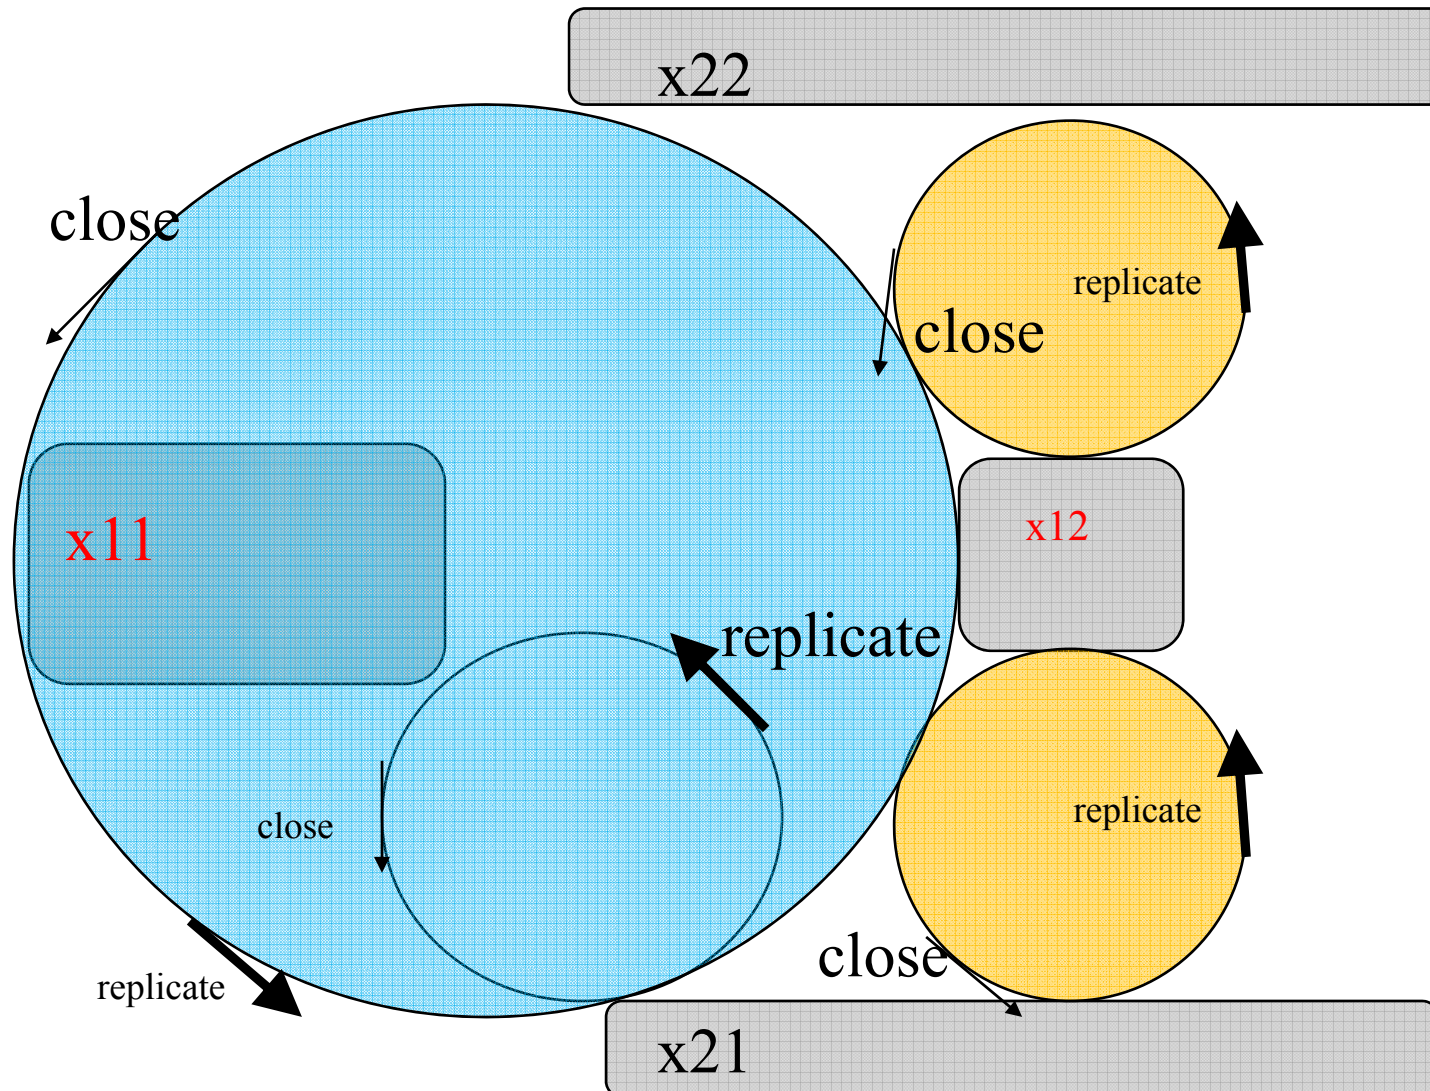 x22
close
replicate
close
x11
x12
replicate
close
replicate
close
replicate
x21